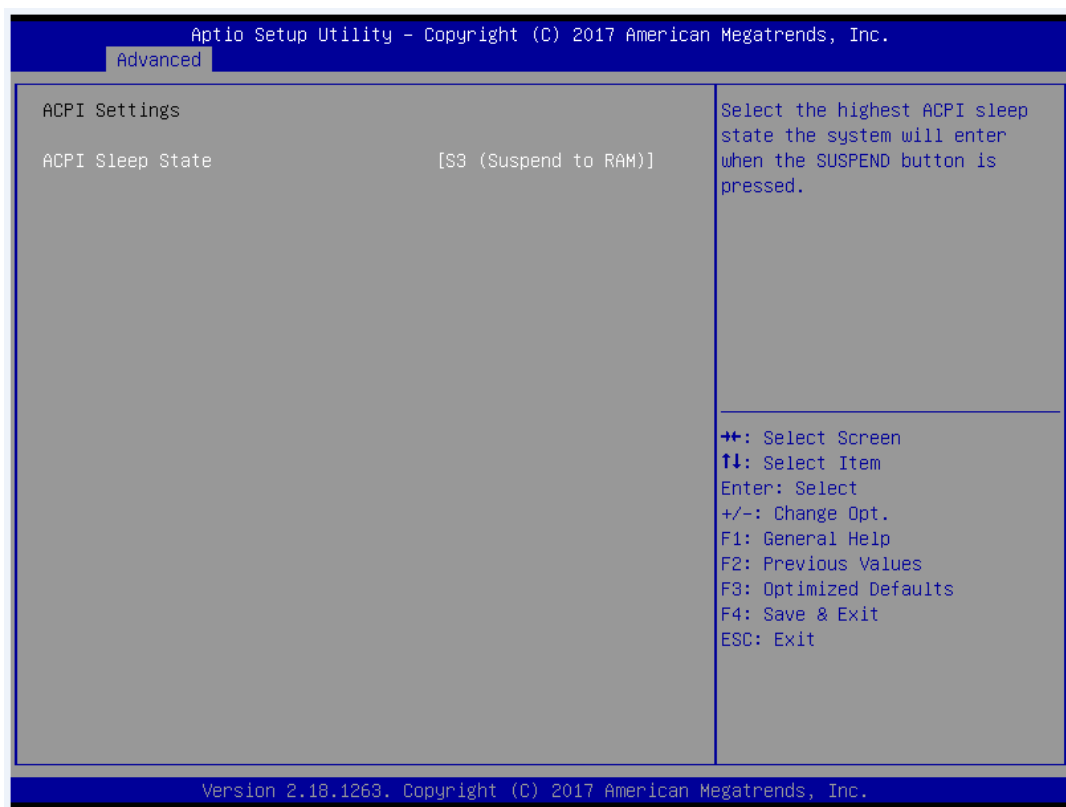 Aptio Setup Utility – Copyright (C) 2017 American Megatrends, Inc.
Advanced
ACPI Settings
ACPI Sleep State [S3 (Suspend to RAM)]
Select the highest ACPI sleep
state the system will enter
when the SUSPEND button is
pressed.
→←: Select Screen
↑↓: Select Item
Enter: Select
+/-: Change Opt.
F1: General Help
F2: Previous Values
F3: Optimized Defaults
F4: Save & Exit
ESC: Exit
Version 2.18.1263. Copyright (C) 2017 American Megatrends, Inc.